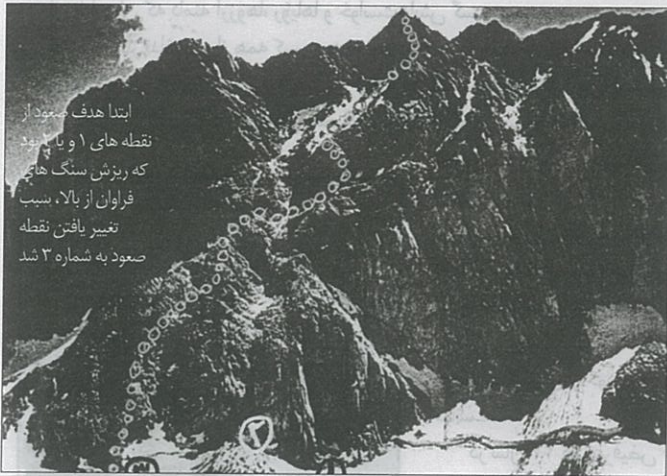 ابتدا هدف صعود از
نقطه های ۱ و یا ۲ بود
که ریزش سنگ های
فراوان از بالا، سبب
تغییر یافتن نقطه
صعود به شماره ۳ شد
۲